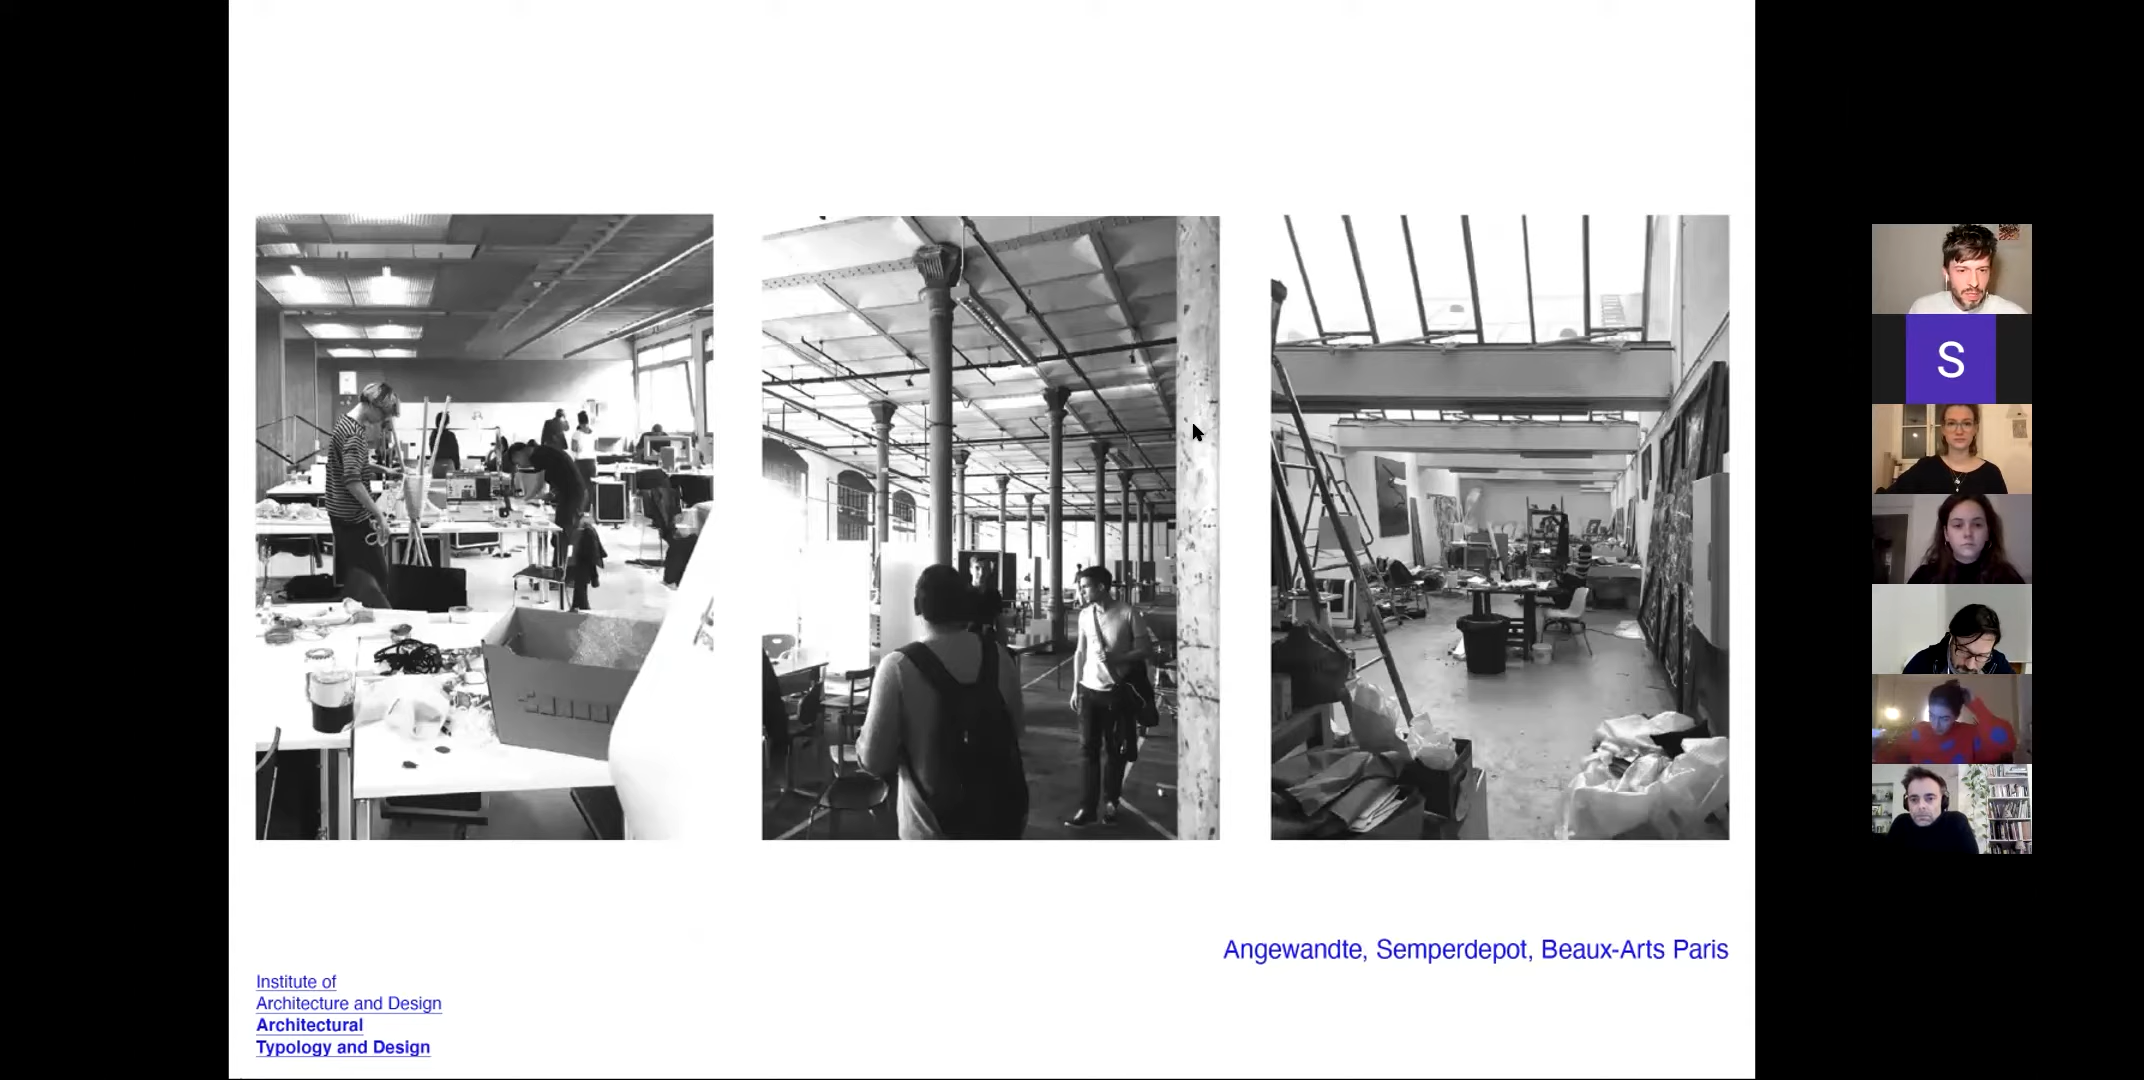 S
Angewandte, Semperdepot, Beaux-Arts Paris
Institute of
Architecture and Design
Architectural
Typology and Design